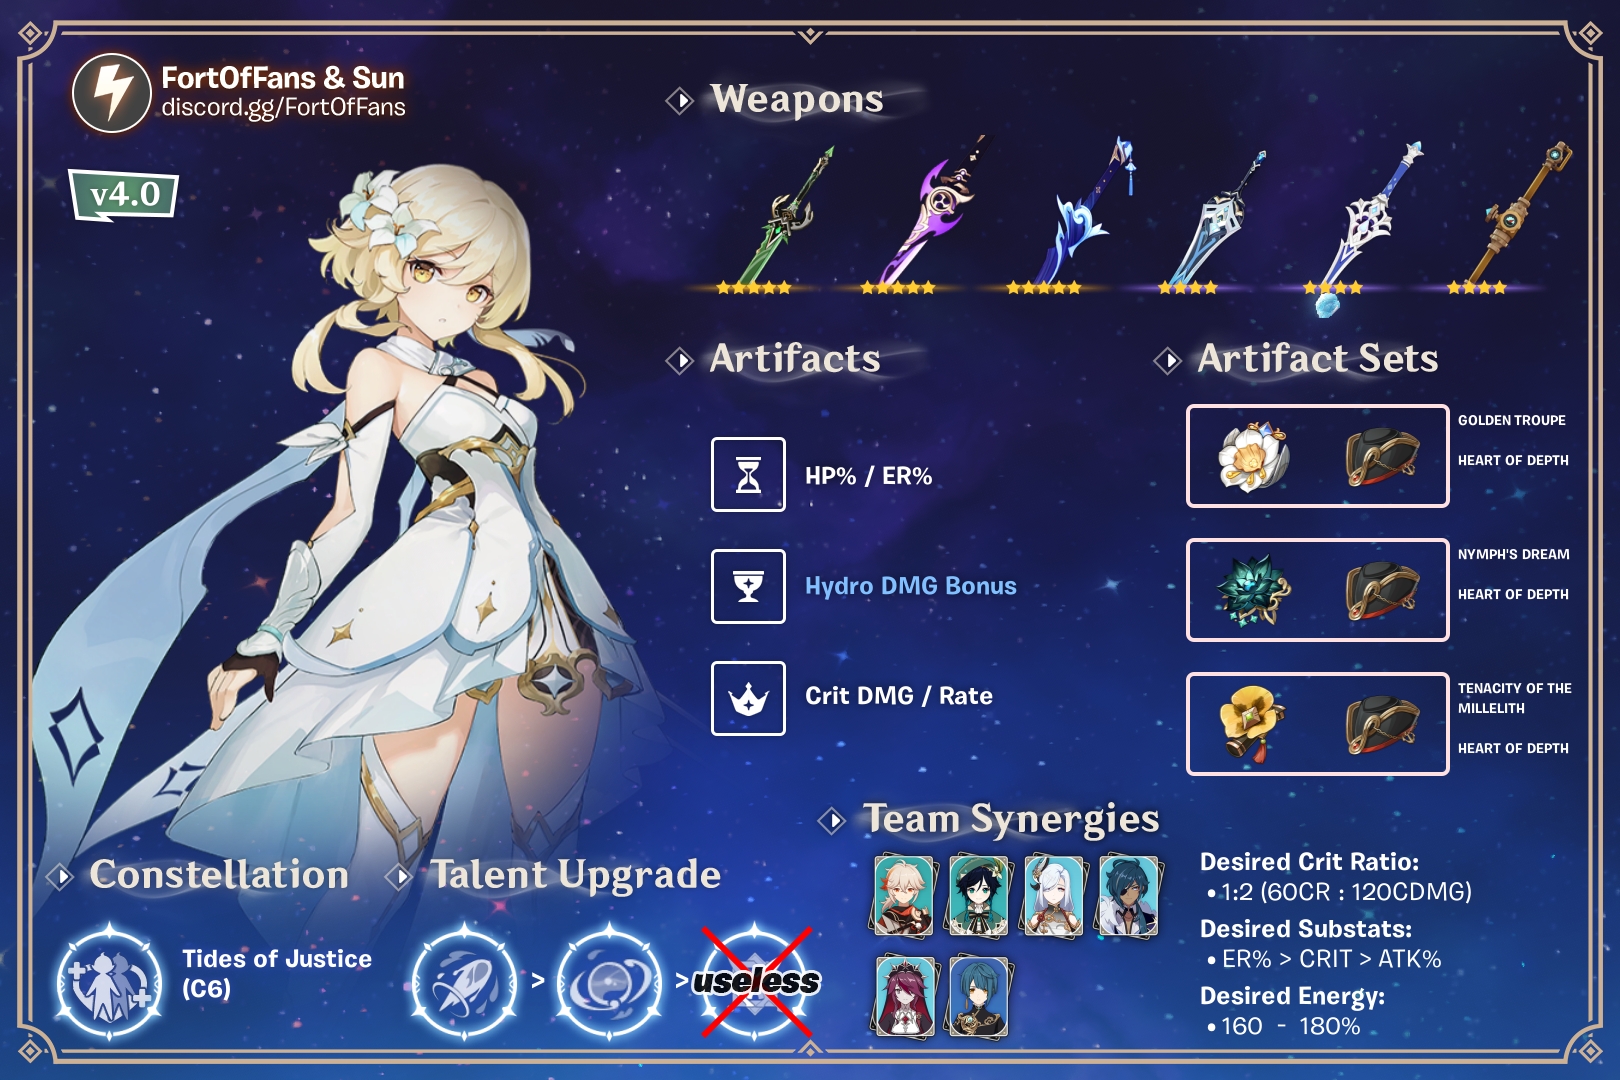 FortOfFans & Sun
discord.gg/FortOfFans
v4.0
Weapons
Artifacts
HP% / ER%
Hydro DMG Bonus
Crit DMG / Rate
Artifact Sets
GOLDEN TROUPE
HEART OF DEPTH
NYMPH'S DREAM
HEART OF DEPTH
TENACITY OF THE
MILLELITH
HEART OF DEPTH
Constellation
Tides of Justice
(C6)
Talent Upgrade
> > useless
Team Synergies
Desired Crit Ratio:
• 1:2 (60CR : 120CDMG)
Desired Substats:
• ER% > CRIT > ATK%
Desired Energy:
• 160 - 180%